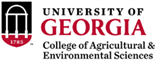 1785
UNIVERSITY OF
GEORGIA
College of Agricultural &
Environmental Sciences